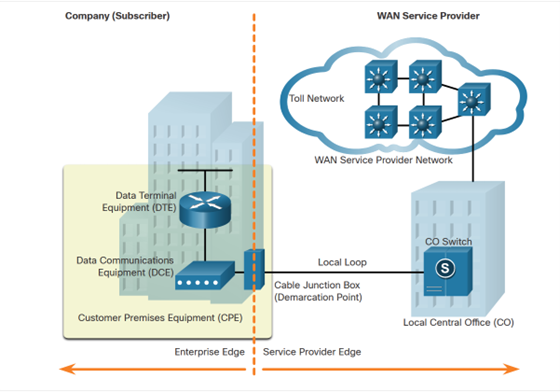 Company (Subscriber)
WAN Service Provider
Toll Network
WAN Service Provider Network
Data Terminal
Equipment (DTE)
CO Switch
S
Data Communications
Equipment (DCE)
Local Loop
Cable Junction Box
(Demarcation Point)
Customer Premises Equipment (CPE)
Local Central Office (CO)
Enterprise Edge
Service Provider Edge